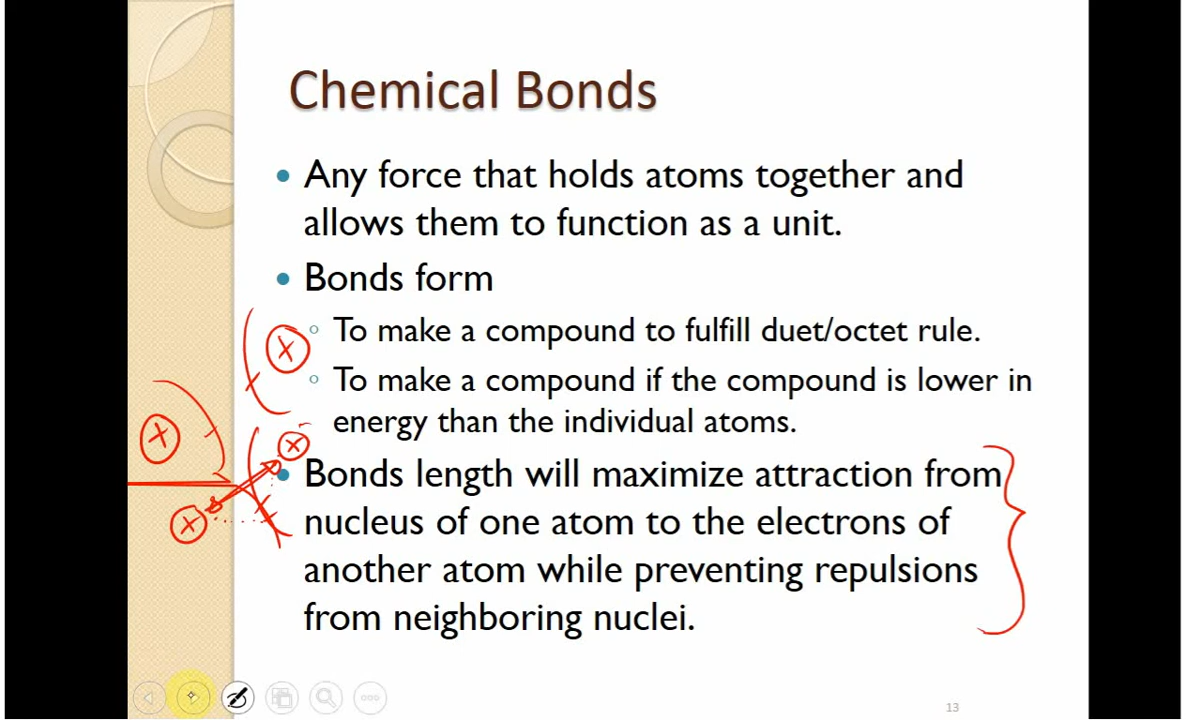 Chemical Bonds
• Any force that holds atoms together and
allows them to function as a unit.
• Bonds form
◦ To make a compound to fulfill duet/octet rule.
◦ To make a compound if the compound is lower in
energy than the individual atoms.
• Bonds length will maximize attraction from
nucleus of one atom to the electrons of
another atom while preventing repulsions
from neighboring nuclei.
13